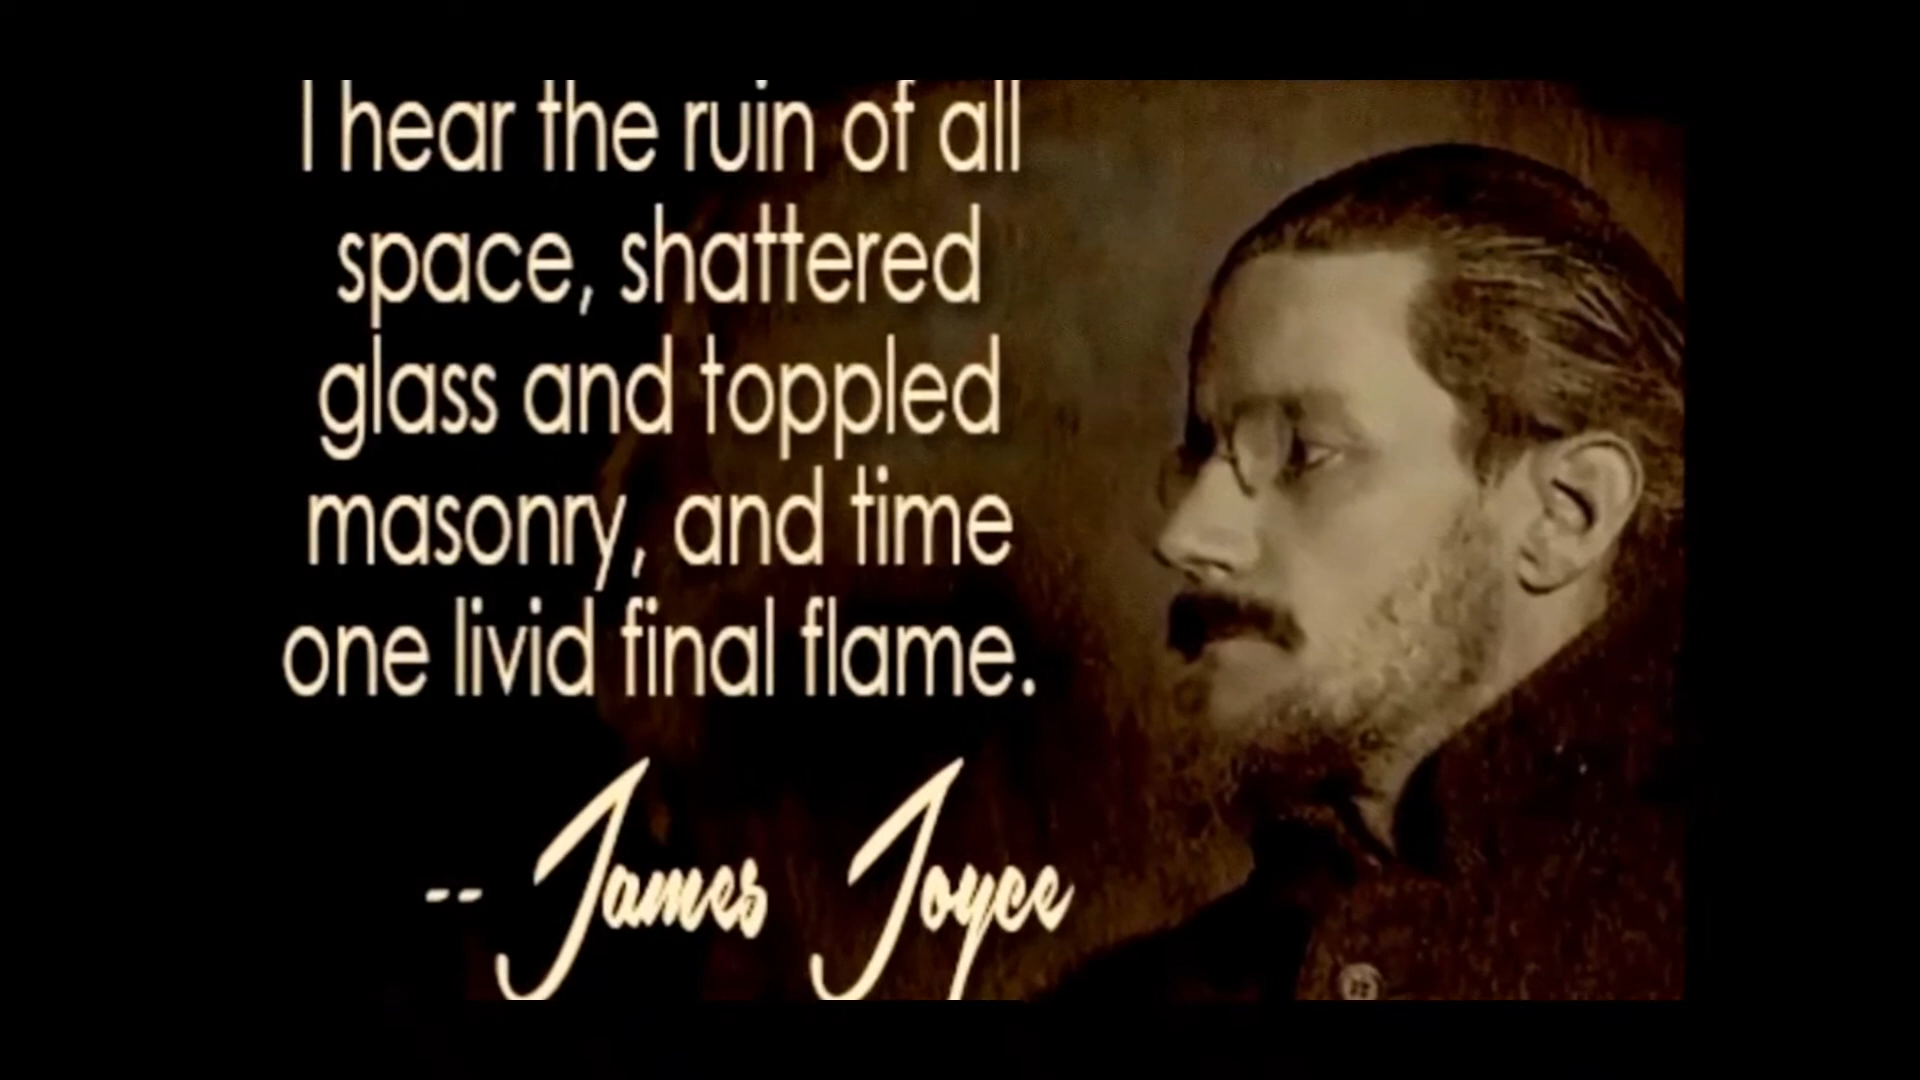 I hear the ruin of all
space, shattered
glass and toppled
masonry, and time
one livid final flame.
-- James Joyce